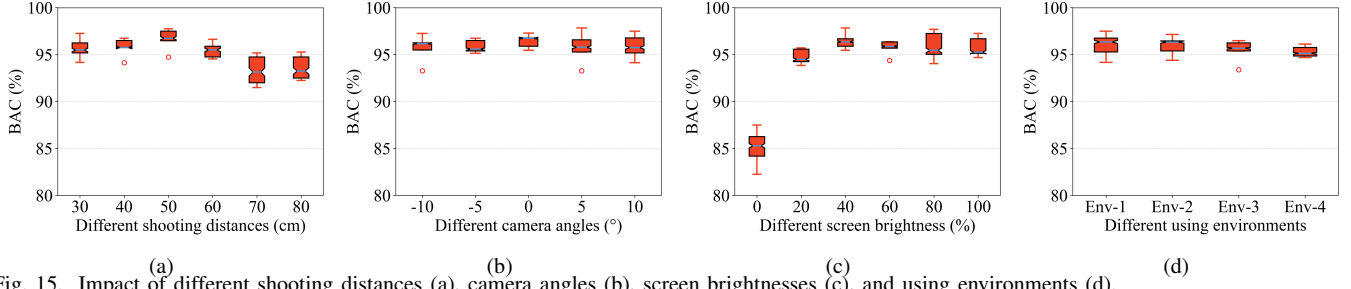 100
95
90
85
80
BAC (%)
30 40 50 60 70 80
Different shooting distances (cm)
(a)
100
95
90
85
80
BAC (%)
-10 -5 0 5 10
Different camera angles (°)
(b)
100
95
90
85
80
BAC (%)
0 20 40 60 80 100
Different screen brightness (%)
(c)
100
95
90
85
80
BAC (%)
Env-1 Env-2 Env-3 Env-4
Different using environments
(d)
Fig. 15. Impact of different shooting distances (a), camera angles (b), screen brightnesses (c), and using environments (d).